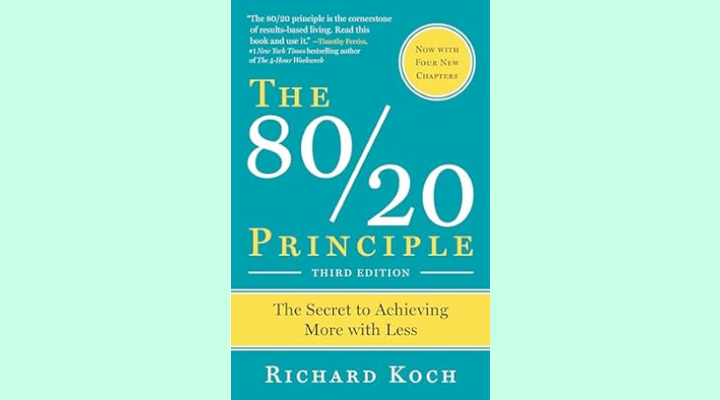 "The 80/20 principle is the cornerstone
of results-based living. Read this
book and use it." —Timothy Ferriss,
#1 New York Times bestselling author
of The 4-Hour Workweek
Now with
Four New
Chapters
The
80/20
Principle
Third Edition
The Secret to Achieving
More with Less
Richard Koch